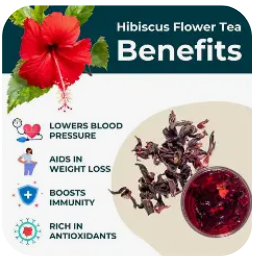 Hibiscus Flower Tea
Benefits
LOWERS BLOOD
PRESSURE
AIDS IN
WEIGHT LOSS
BOOSTS
IMMUNITY
RICH IN
ANTIOXIDANTS